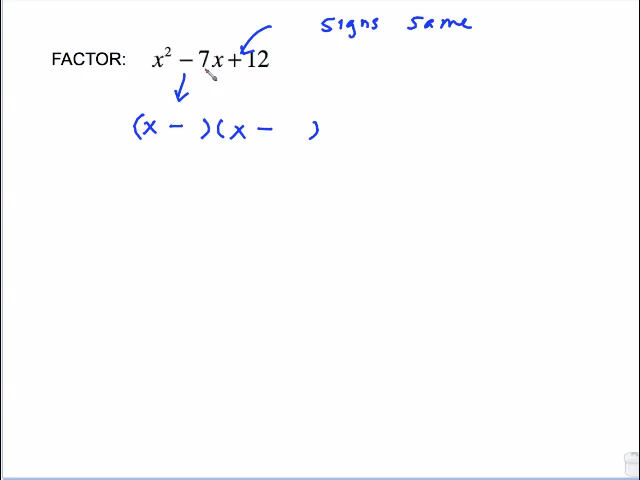 signs same
FACTOR: x² − 7x + 12
(x − )(x − )